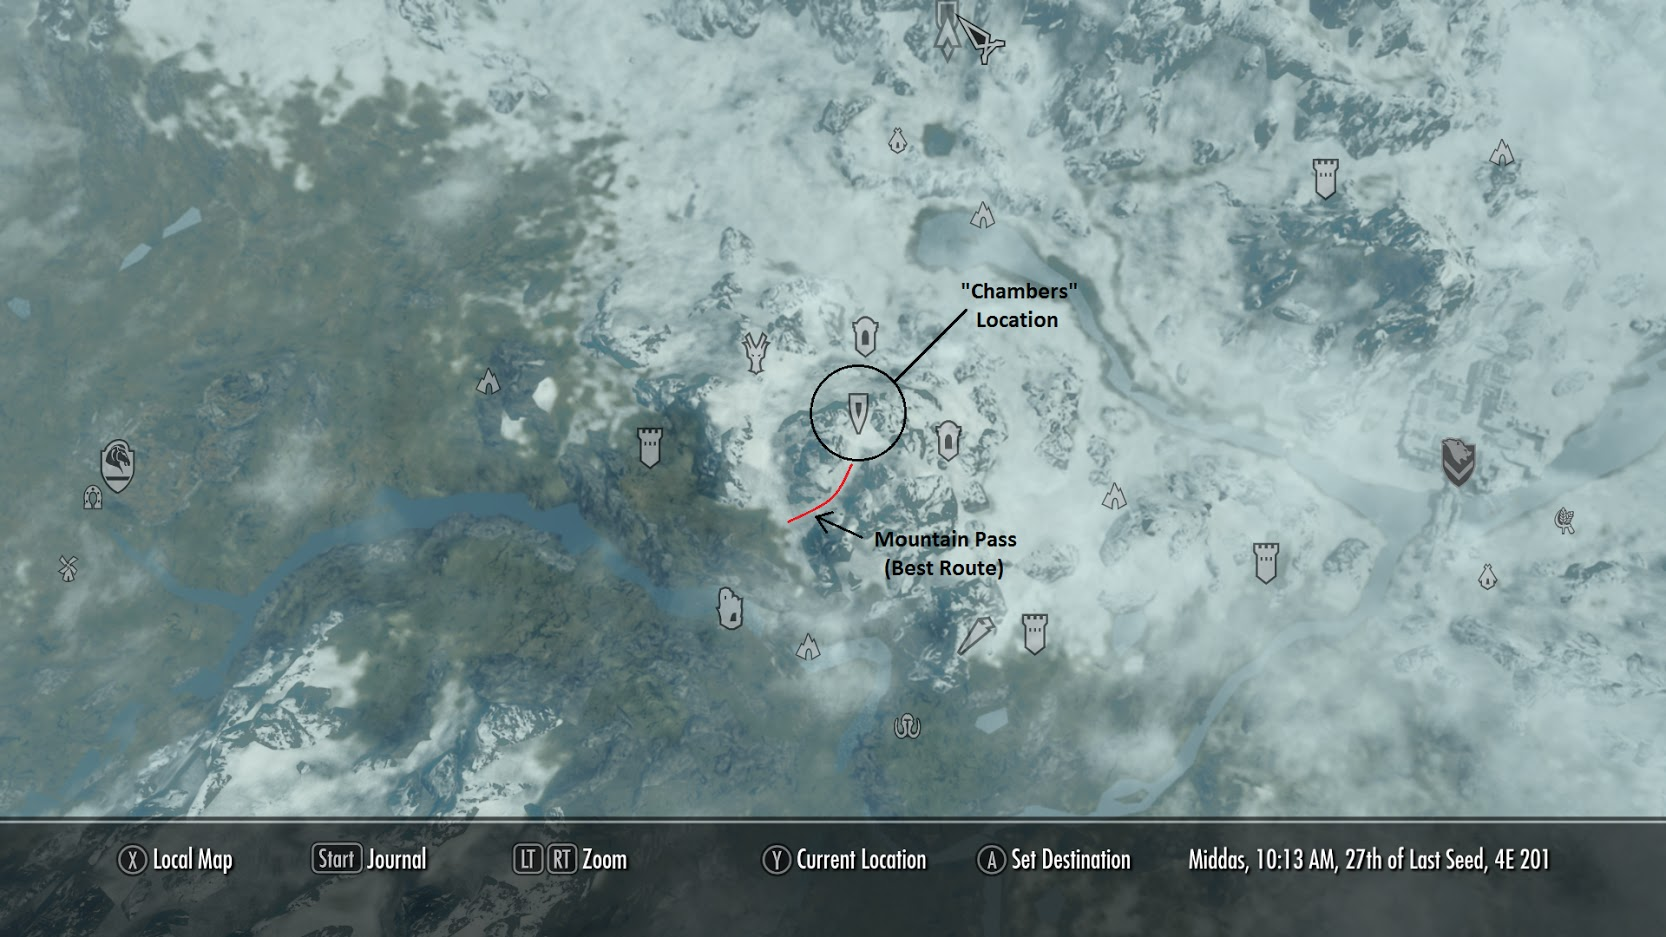 "Chambers"
Location
Mountain Pass
(Best Route)
X Local Map
Start Journal
LT RT Zoom
Y Current Location
A Set Destination
Middas, 10:13 AM, 27th of Last Seed, 4E 201